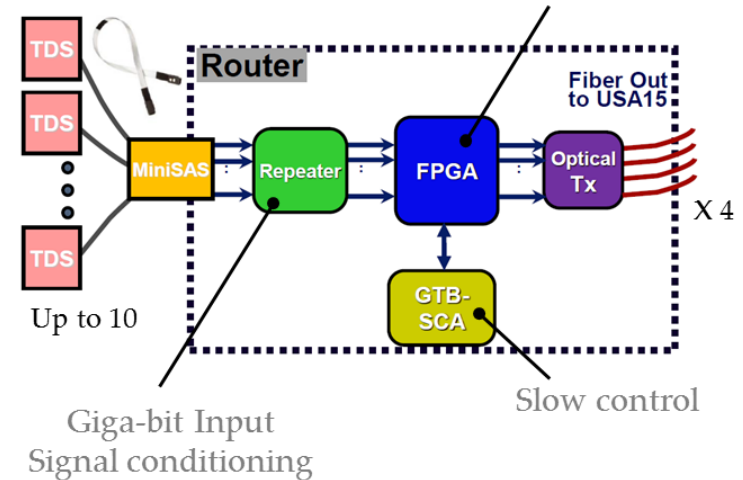 TDS
Router
Fiber Out
to USA15
TDS
MiniSAS
Repeater
FPGA
Optical
Tx
X 4
TDS
Up to 10
GTB-
SCA
Slow control
Giga-bit Input
Signal conditioning